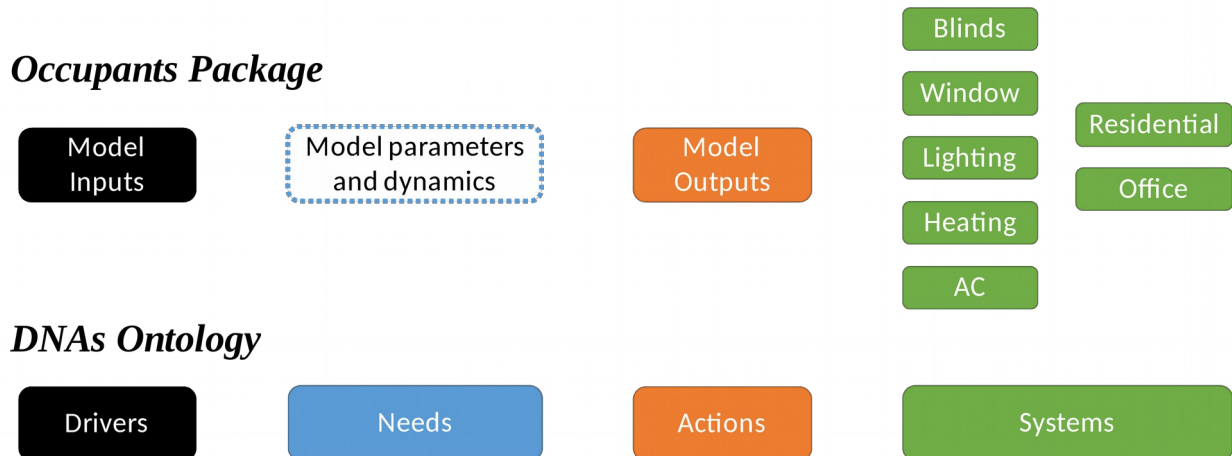 Occupants Package
Model
Inputs
Model parameters
and dynamics
Model
Outputs
Blinds
Window
Lighting
Heating
AC
Residential
Office
DNAs Ontology
Drivers
Needs
Actions
Systems